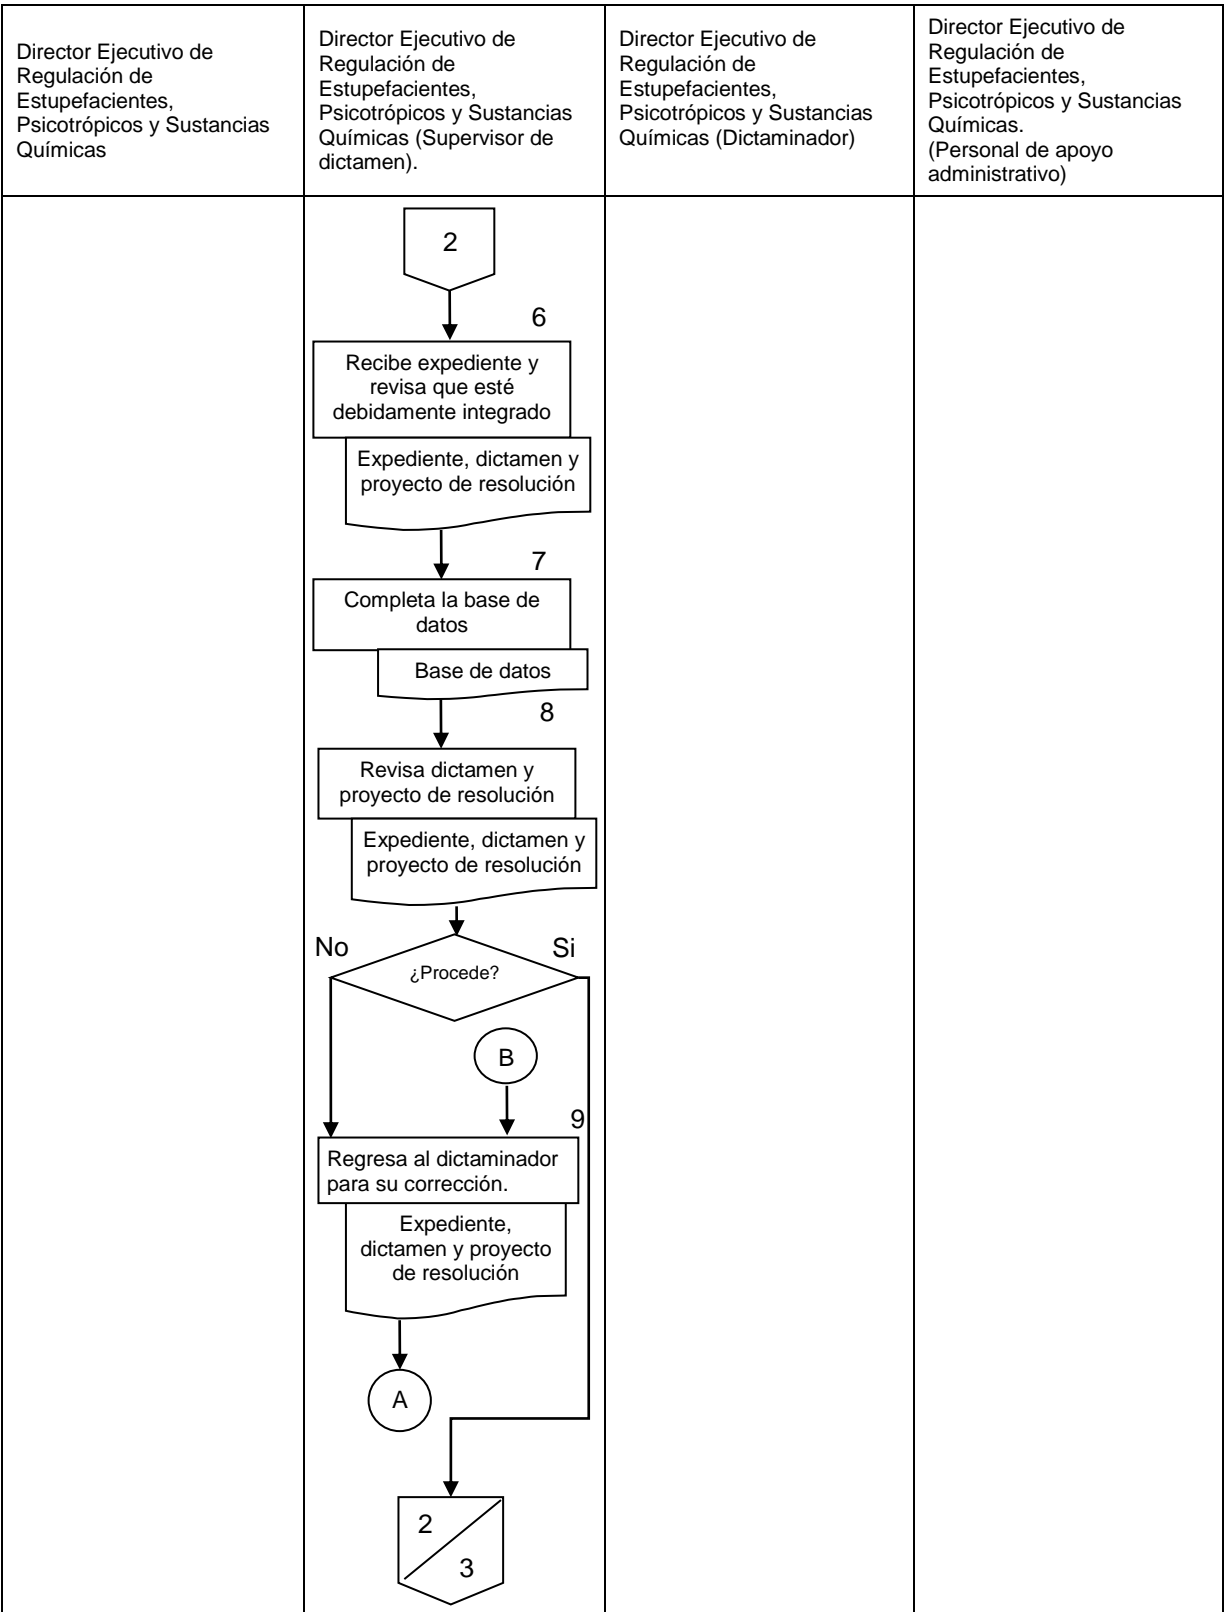 Director Ejecutivo de
Regulación de
Estupefacientes,
Psicotrópicos y Sustancias
Químicas
Director Ejecutivo de
Regulación de
Estupefacientes,
Psicotrópicos y Sustancias
Químicas (Supervisor de
dictamen).
Director Ejecutivo de
Regulación de
Estupefacientes,
Psicotrópicos y Sustancias
Químicas (Dictaminador)
Director Ejecutivo de
Regulación de
Estupefacientes,
Psicotrópicos y Sustancias
Químicas.
(Personal de apoyo
administrativo)
2
6
Recibe expediente y
revisa que esté
debidamente integrado
Expediente, dictamen y
proyecto de resolución
7
Completa la base de
datos
Base de datos
8
Revisa dictamen y
proyecto de resolución
Expediente, dictamen y
proyecto de resolución
No
Si
¿Procede?
B
9
Regresa al dictaminador
para su corrección.
Expediente,
dictamen y proyecto
de resolución
A
2
3